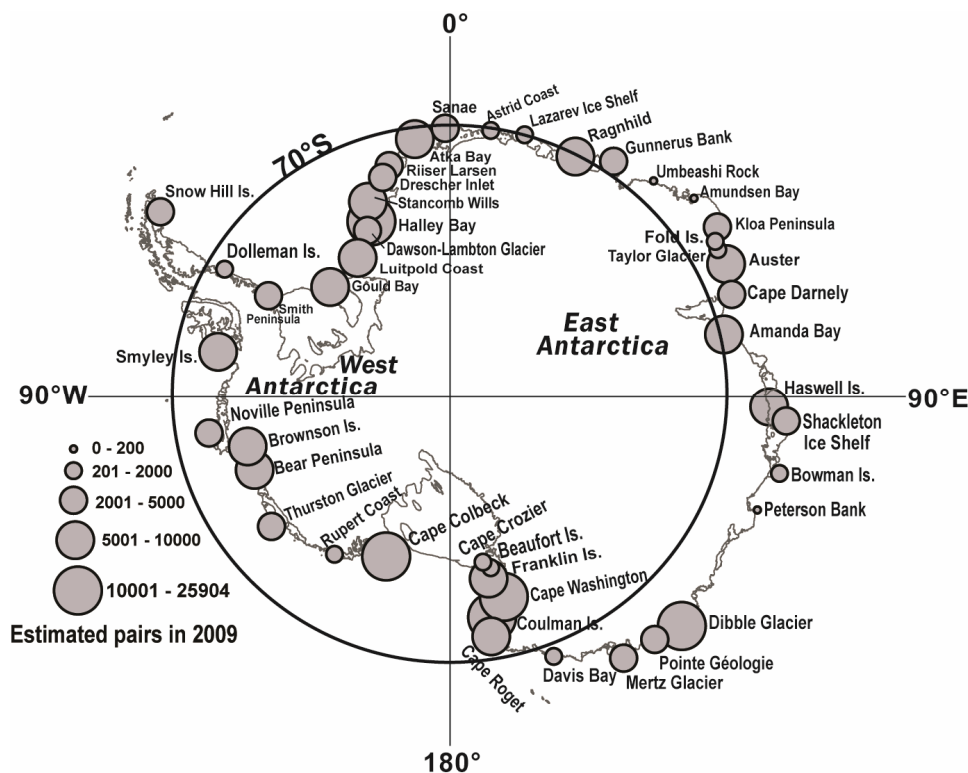 0°
Sanae
Astrid Coast
Lazarev Ice Shelf
Ragnhild
Gunnerus Bank
70°S
Atka Bay
Riiser Larsen
Drescher Inlet
Stancomb Wills
Halley Bay
Dawson-Lambton Glacier
Luitpold Coast
Gould Bay
Umbeashi Rock
Amundsen Bay
Kloa Peninsula
Fold Is.
Taylor Glacier
Auster
Cape Darnely
Amanda Bay
Snow Hill Is.
Dolleman Is.
Smith
Peninsula
Smyley Is.
East
Antarctica
West
Antarctica
90°W
90°E
Haswell Is.
Shackleton
Ice Shelf
Bowman Is.
Peterson Bank
Noville Peninsula
Brownson Is.
Bear Peninsula
Thurston Glacier
Rupert Coast
Cape Colbeck
Cape Crozier
Beaufort Is.
Franklin Is.
Cape Washington
Coulman Is.
Cape Roget
Dibble Glacier
Pointe Géologie
Mertz Glacier
Davis Bay
0 - 200
201 - 2000
2001 - 5000
5001 - 10000
10001 - 25904
Estimated pairs in 2009
180°